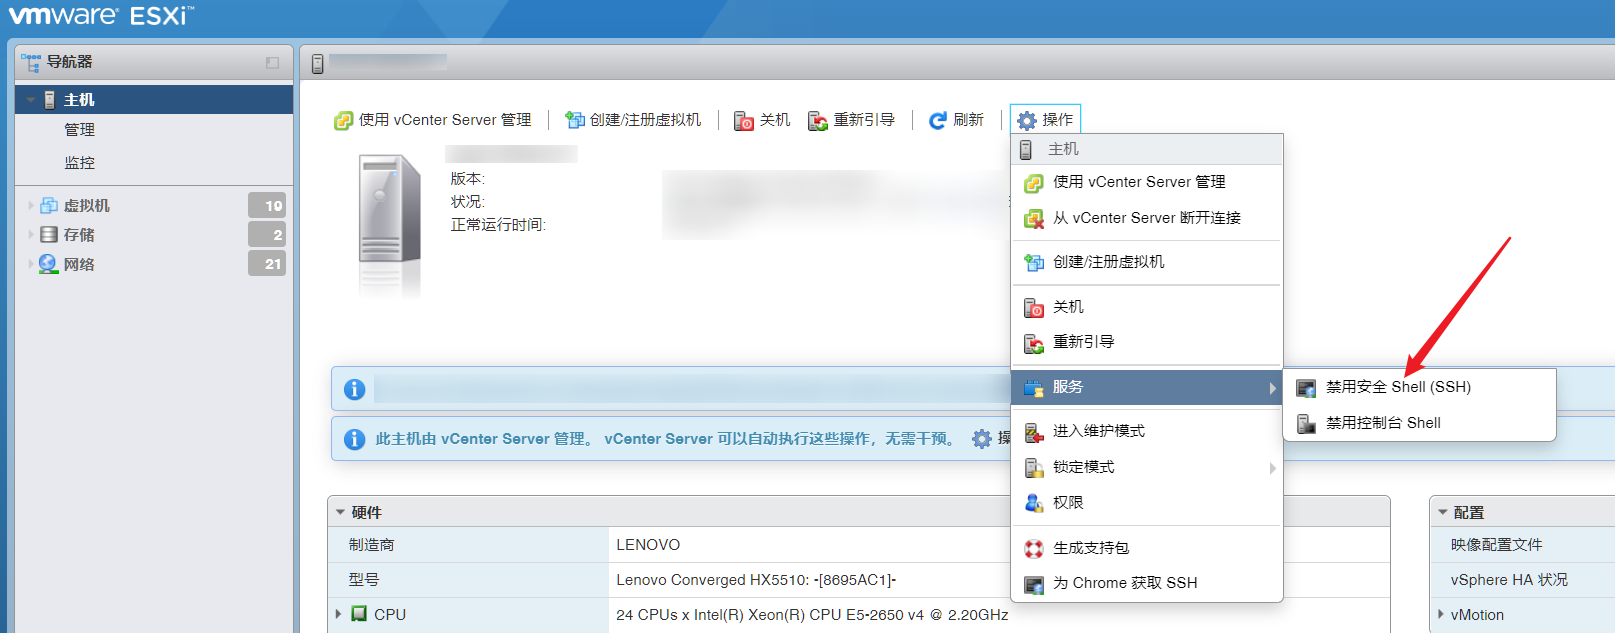 vmware ESXi™
导航器
主机
管理
监控
虚拟机 19
存储 2
网络 21
使用 vCenter Server 管理 创建/注册虚拟机 关机 重新引导 刷新 操作
版本:
状况:
正常运行时间:
主机
使用 vCenter Server 管理
从 vCenter Server 断开连接
创建/注册虚拟机
关机
重新引导
服务
禁用安全 Shell (SSH)
禁用控制台 Shell
进入维护模式
锁定模式
权限
生成支持包
为 Chrome 获取 SSH
此主机由 vCenter Server 管理。 vCenter Server 可以自动执行这些操作，无需干预。
硬件
制造商 LENOVO
型号 Lenovo Converged HX5510: -[8695AC1]-
CPU 24 CPUs x Intel(R) Xeon(R) CPU E5-2650 v4 @ 2.20GHz
配置
映像配置文件
vSphere HA 状况
vMotion